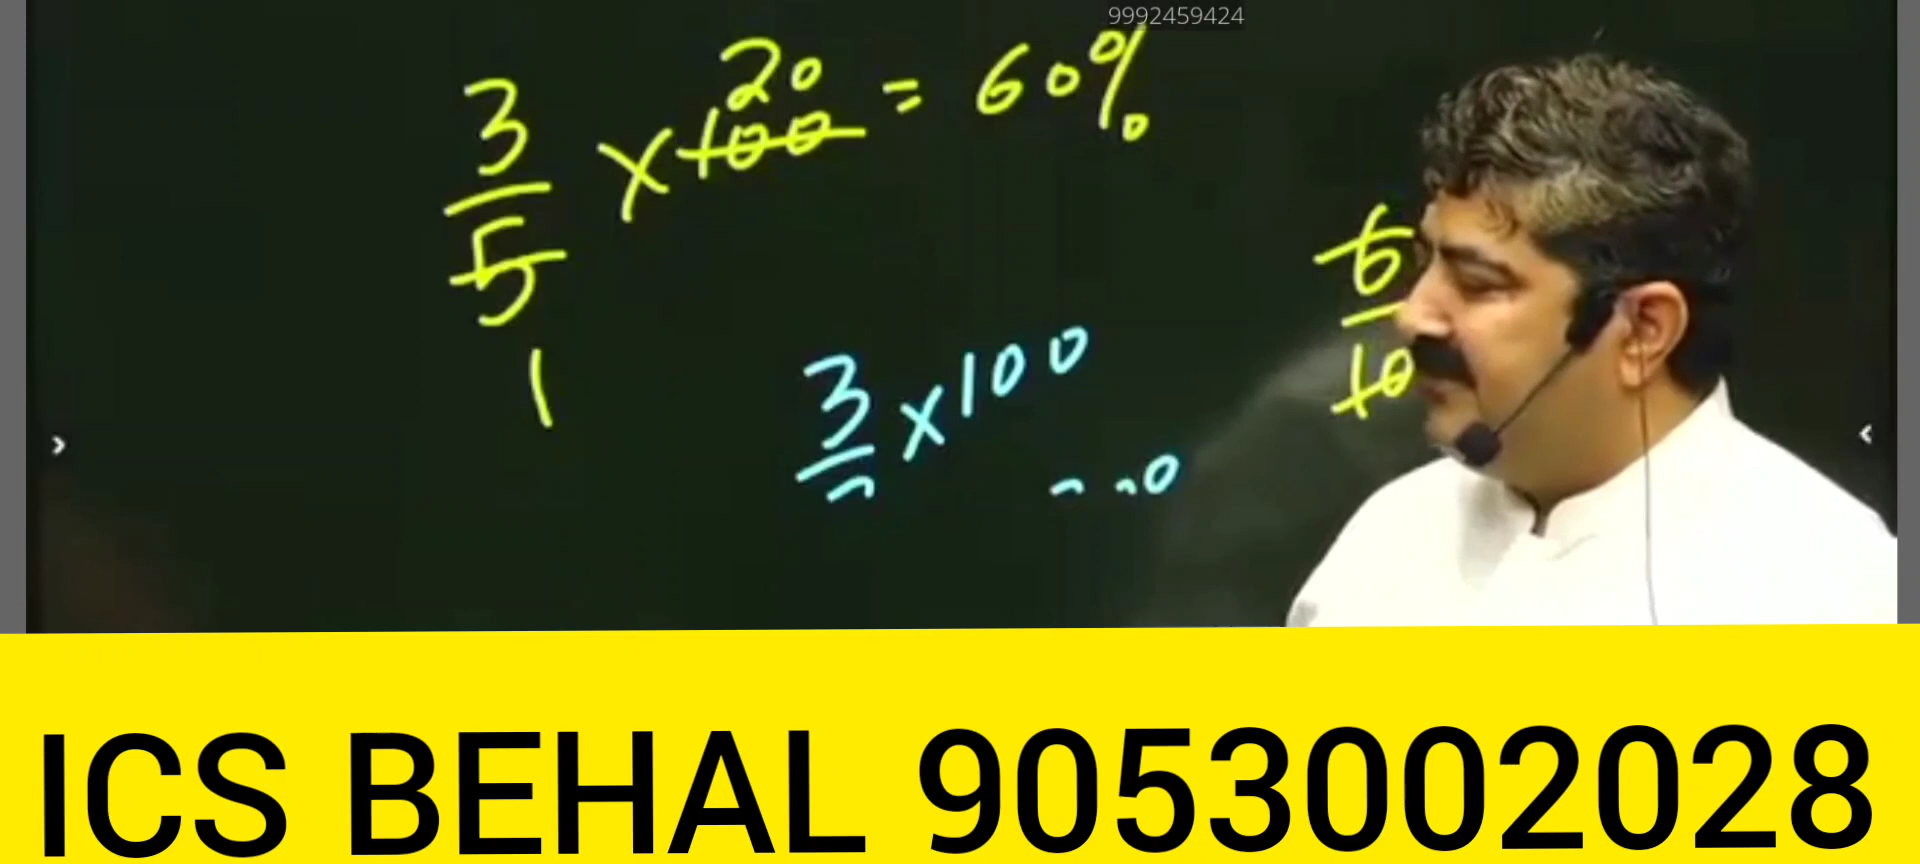 9992459424
3/5 × 100 = 60%
20
1
6/10
3 × 100
ICS BEHAL 9053002028